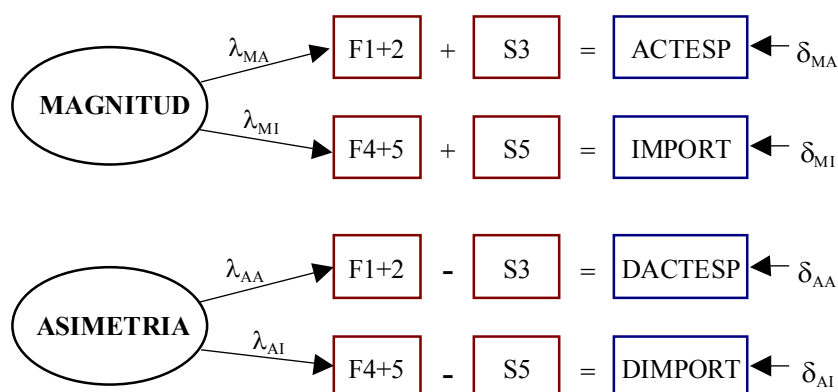 λMA F1+2 + S3 = ACTESP δMA
MAGNITUD
λMI F4+5 + S5 = IMPORT δMI
λAA F1+2 - S3 = DACTESP δAA
ASIMETRIA
λAI F4+5 - S5 = DIMPORT δAI